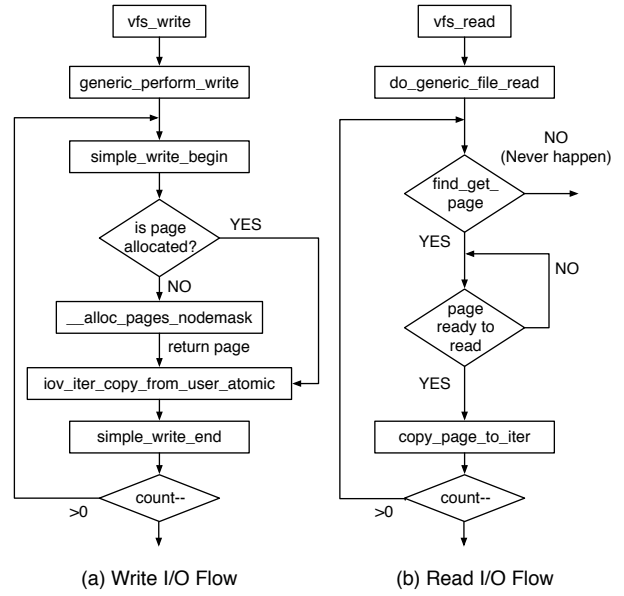 vfs_write
generic_perform_write
simple_write_begin
is page
allocated?
YES
NO
__alloc_pages_nodemask
return page
iov_iter_copy_from_user_atomic
simple_write_end
count--
>0
(a) Write I/O Flow
vfs_read
do_generic_file_read
NO
(Never happen)
find_get_
page
YES
NO
page
ready to
read
YES
copy_page_to_iter
count--
>0
(b) Read I/O Flow